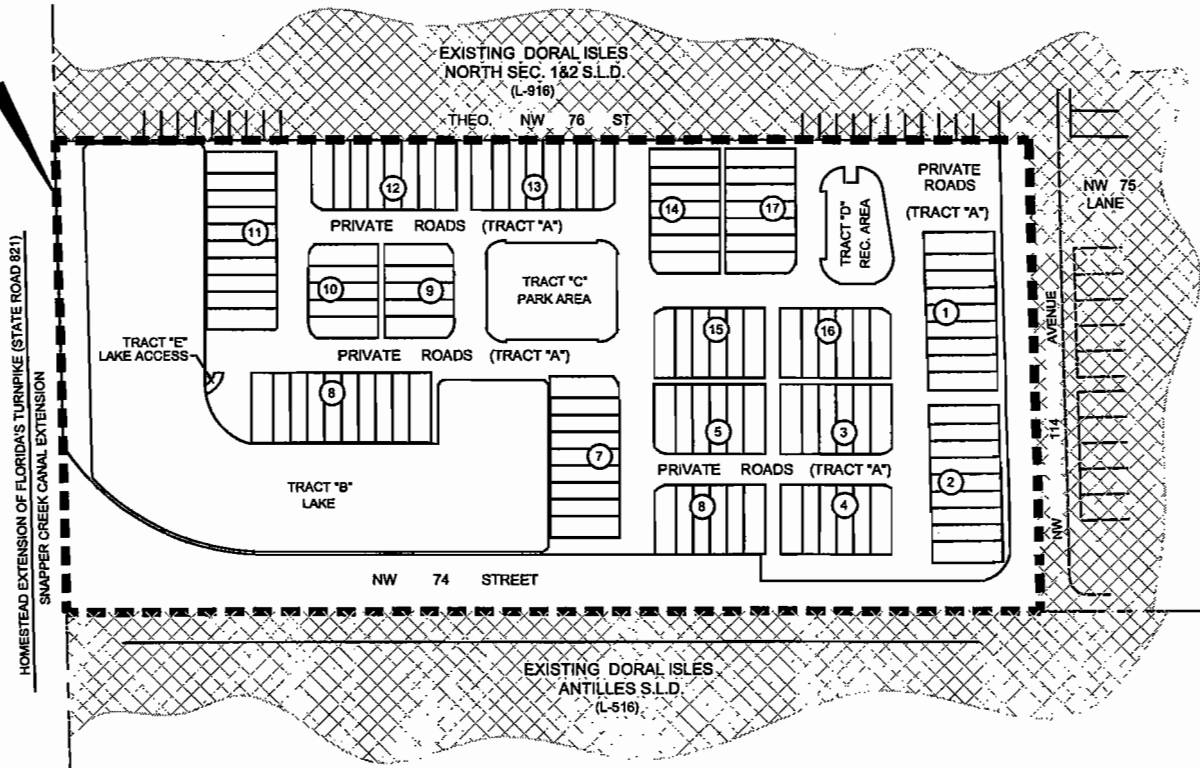 EXISTING DORAL ISLES
NORTH SEC. 1&2 S.L.D.
(L-916)
THEO. NW 76 ST
PRIVATE
ROADS
(TRACT "A")
NW 75
LANE
12
13
14
17
TRACT "D"
REC. AREA
11
PRIVATE ROADS (TRACT "A")
10
9
TRACT "C"
PARK AREA
1
15
16
TRACT "E"
LAKE ACCESS
PRIVATE ROADS (TRACT "A")
8
7
5
3
2
PRIVATE ROADS (TRACT "A")
TRACT "B"
LAKE
8
4
NW 114 AVENUE
NW 74 STREET
HOMESTEAD EXTENSION OF FLORIDA'S TURNPIKE (STATE ROAD 821)
SNAPPER CREEK CANAL EXTENSION
EXISTING DORAL ISLES
ANTILLES S.L.D.
(L-516)